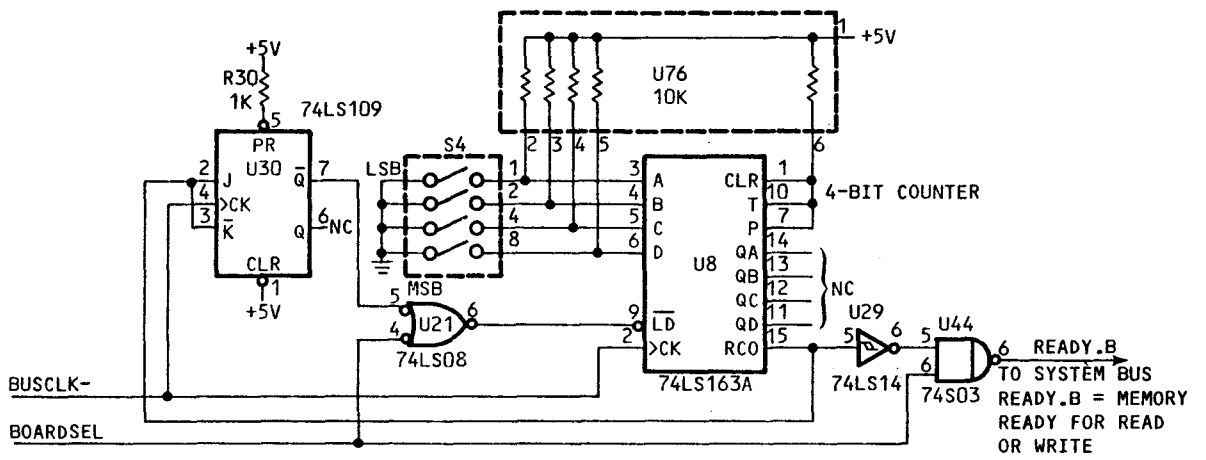 1
+5V
+5V
R30
1K
U76
10K
74LS109
5
PR
U30
2
J
Q
7
4
>CK
3
K
Q
6
NC
CLR
1
+5V
2
3
4
5
6
S4
LSB
1
2
4
8
MSB
3
A
4
B
5
C
6
D
U8
9
LD
2
>CK
CLR
1
T
10
P
7
QA
14
QB
13
QC
12
QD
11
RCO
15
4-BIT COUNTER
NC
74LS163A
5
4
U21
6
74LS08
U29
5
6
74LS14
U44
5
6
6
74S03
READY.B
TO SYSTEM BUS
READY.B = MEMORY
READY FOR READ
OR WRITE
BUSCLK-
BOARDSEL